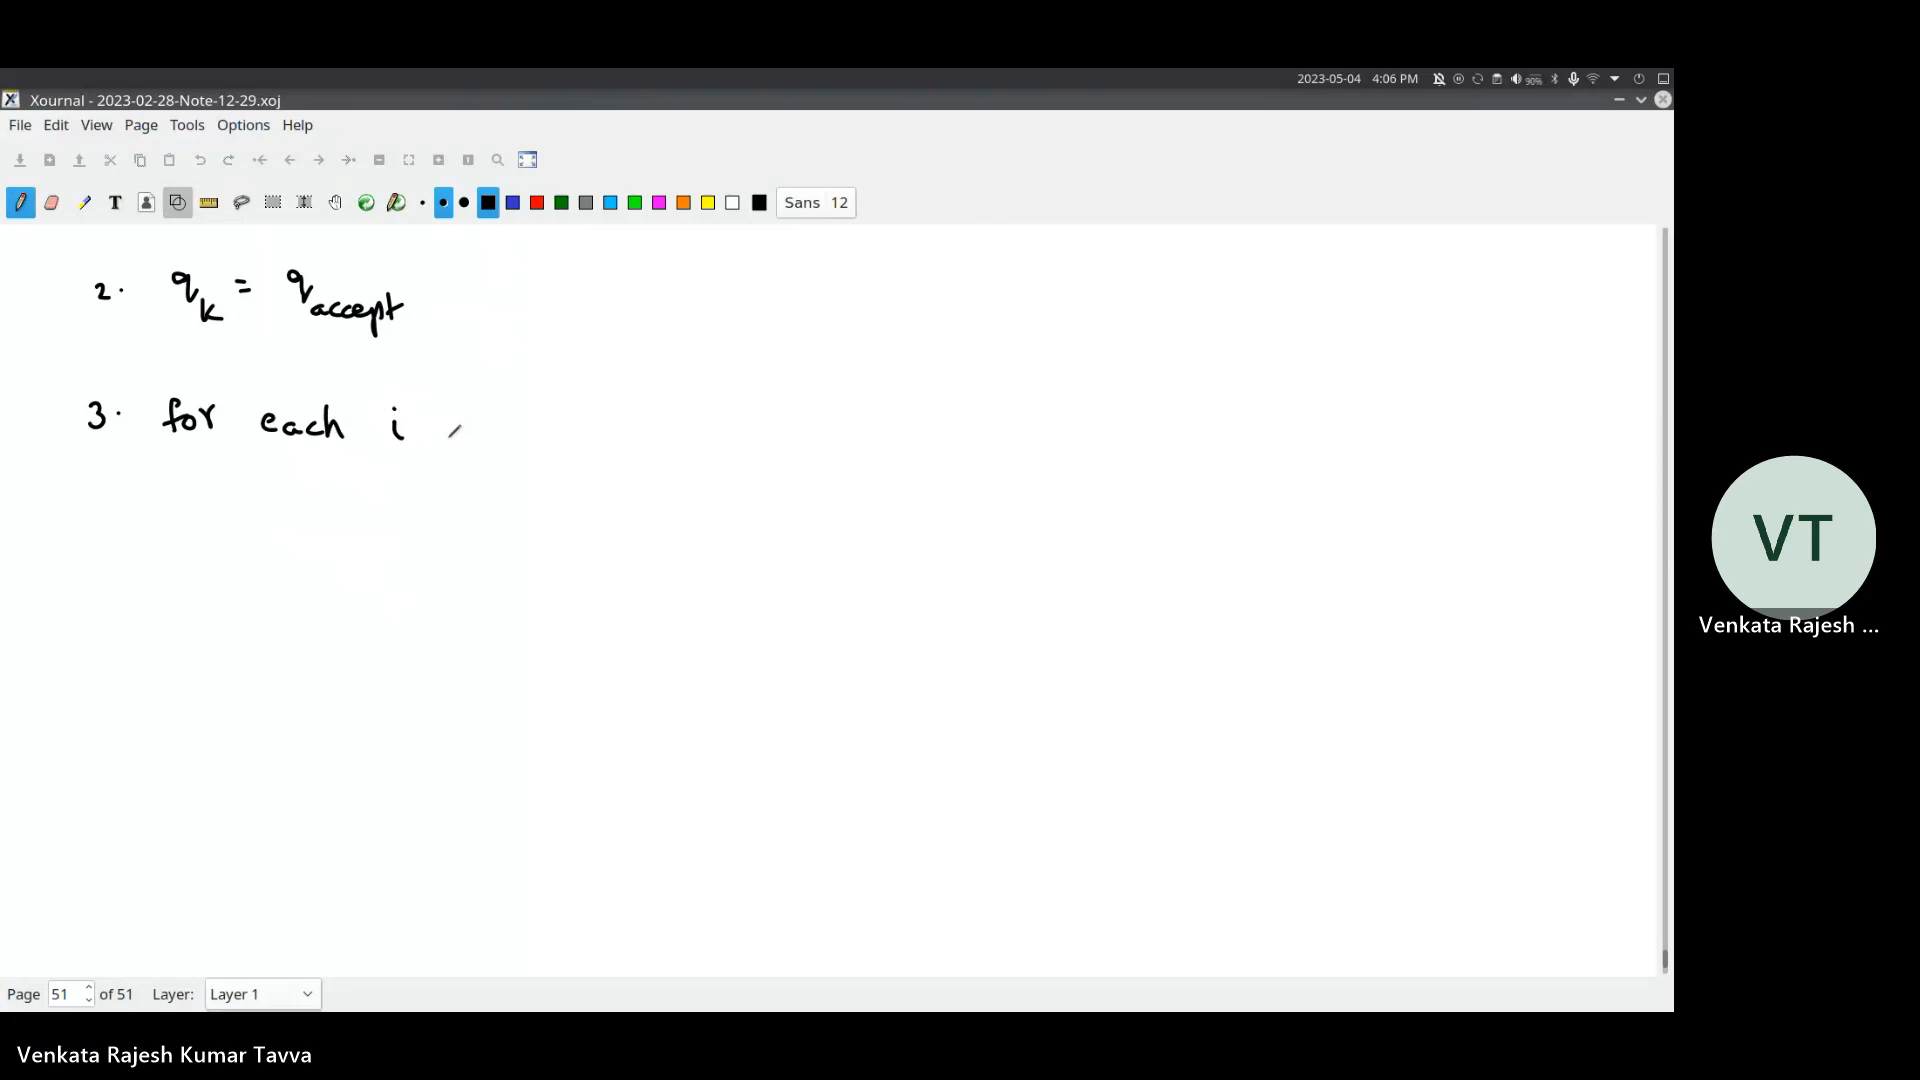 2023-05-04 4:06 PM 90%
Xournal - 2023-02-28-Note-12-29.xoj
File Edit View Page Tools Options Help
T Sans 12
2. q_k = q_accept
3. for each i
VT
Venkata Rajesh ...
Page 51 of 51 Layer: Layer 1
Venkata Rajesh Kumar Tavva